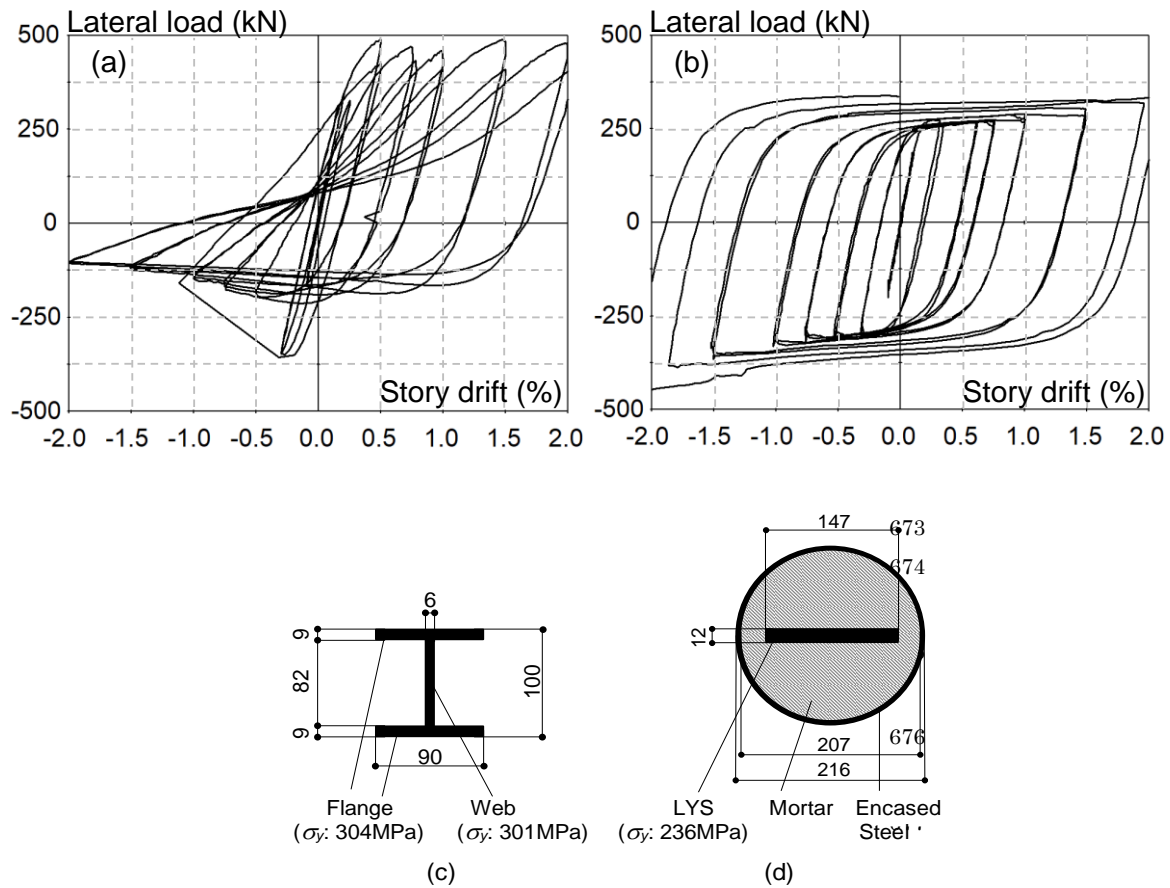 Lateral load (kN)
500
(a)
250
0
-250
Story drift (%)
-500
-2.0 -1.5 -1.0 -0.5 0.0 0.5 1.0 1.5 2.0
Lateral load (kN)
500
(b)
250
0
-250
Story drift (%)
-500
-2.0 -1.5 -1.0 -0.5 0.0 0.5 1.0 1.5 2.0
6
9
82
9
100
90
Flange
(σy: 304MPa)
Web
(σy: 301MPa)
(c)
147
673
674
12
676
207
216
LYS
(σy: 236MPa)
Mortar
Encased
Steel
(d)